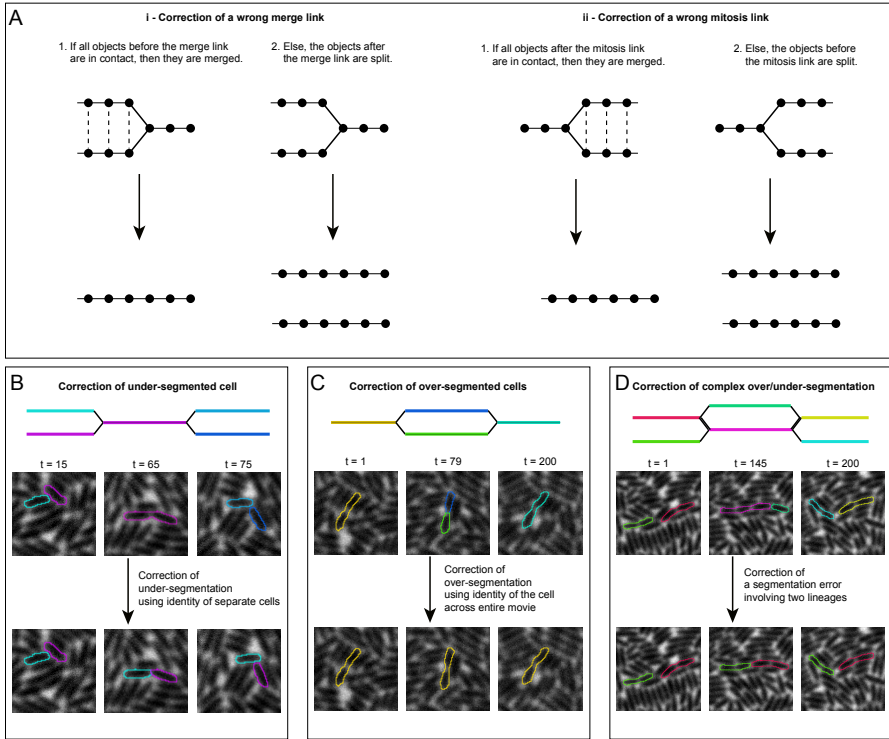 A
i - Correction of a wrong merge link
1. If all objects before the merge link
are in contact, then they are merged.
2. Else, the objects after
the merge link are split.
ii - Correction of a wrong mitosis link
1. If all objects after the mitosis link
are in contact, then they are merged.
2. Else, the objects before
the mitosis link are split.
B
Correction of under-segmented cell
t = 15
t = 65
t = 75
Correction of
under-segmentation
using identity of separate cells
C
Correction of over-segmented cells
t = 1
t = 79
t = 200
Correction of
over-segmentation
using identity of the cell
across entire movie
D
Correction of complex over/under-segmentation
t = 1
t = 145
t = 200
Correction of
a segmentation error
involving two lineages